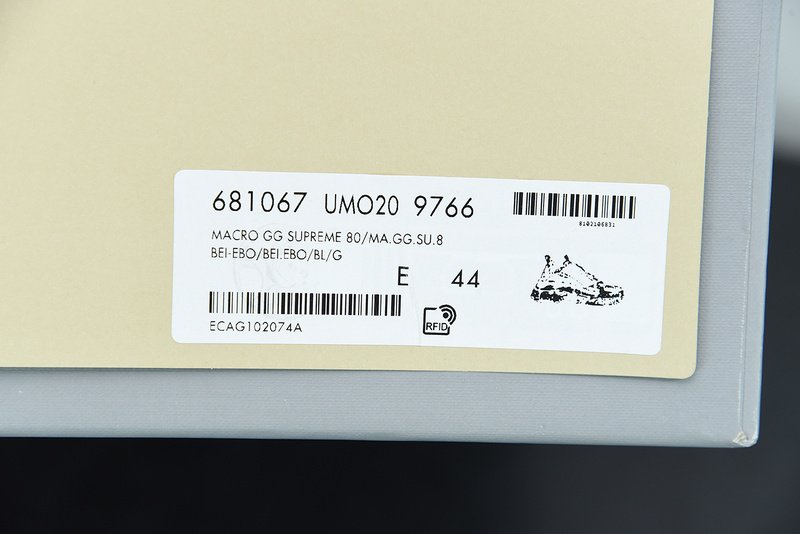 681067 UMO20 9766
8102106831
MACRO GG SUPREME 80/MA.GG.SU.8
BEI-EBO/BEI.EBO/BL/G
E 44
ECAG102074A
RFID